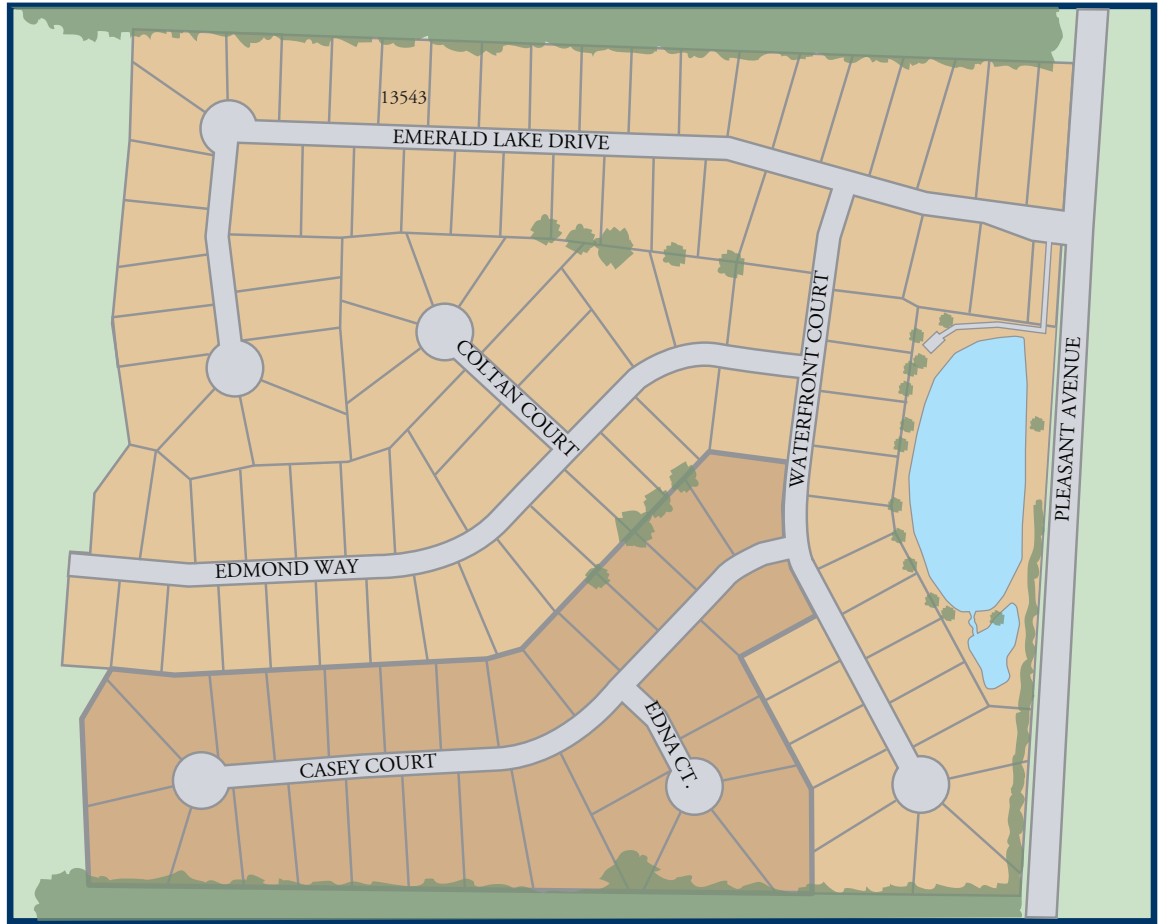 13543
EMERALD LAKE DRIVE
COLTAN COURT
WATERFRONT COURT
PLEASANT AVENUE
EDMOND WAY
EDNA CT.
CASEY COURT